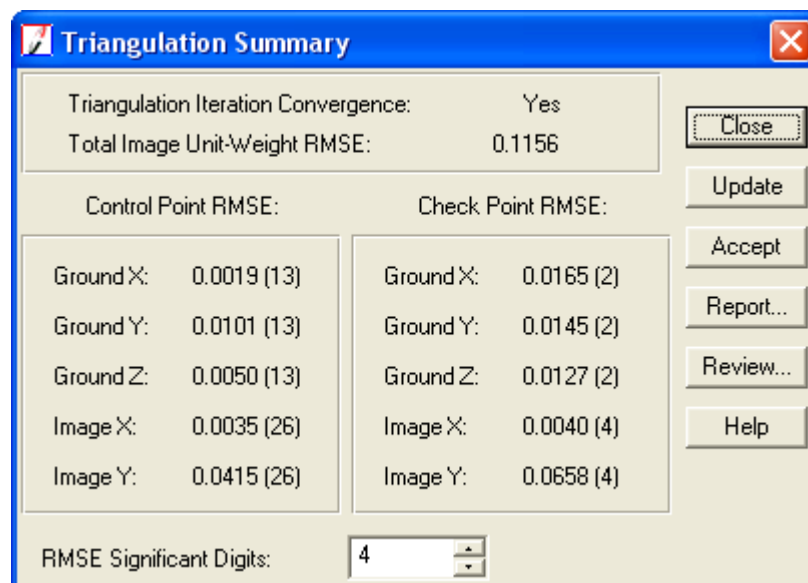 Triangulation Summary
Triangulation Iteration Convergence: Yes
Total Image Unit-Weight RMSE: 0.1156
Control Point RMSE:
Ground X: 0.0019 (13)
Ground Y: 0.0101 (13)
Ground Z: 0.0050 (13)
Image X: 0.0035 (26)
Image Y: 0.0415 (26)
Check Point RMSE:
Ground X: 0.0165 (2)
Ground Y: 0.0145 (2)
Ground Z: 0.0127 (2)
Image X: 0.0040 (4)
Image Y: 0.0658 (4)
RMSE Significant Digits: 4
Close
Update
Accept
Report...
Review...
Help